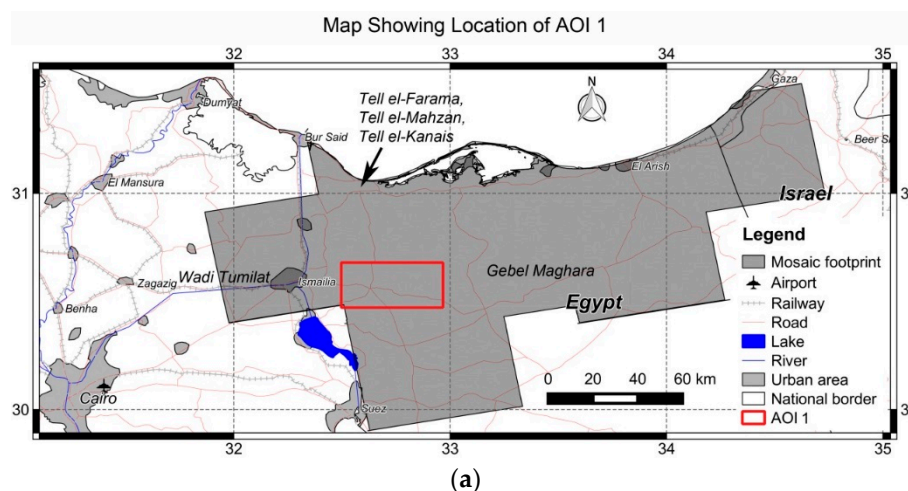 Map Showing Location of AOI 1
32
33
34
35
Gaza
Dumyat
Tell el-Farama,
Tell el-Mahzan,
Tell el-Kanais
N
Bur Said
Beer S
El Mansura
El Arish
31
31
Israel
Legend
Mosaic footprint
Airport
Railway
Road
Lake
River
Urban area
National border
AOI 1
Wadi Tumilat
Gebel Maghara
Zagazig
Ismailia
Benha
Egypt
0 20 40 60 km
Cairo
Suez
30
30
32
33
34
35
(a)